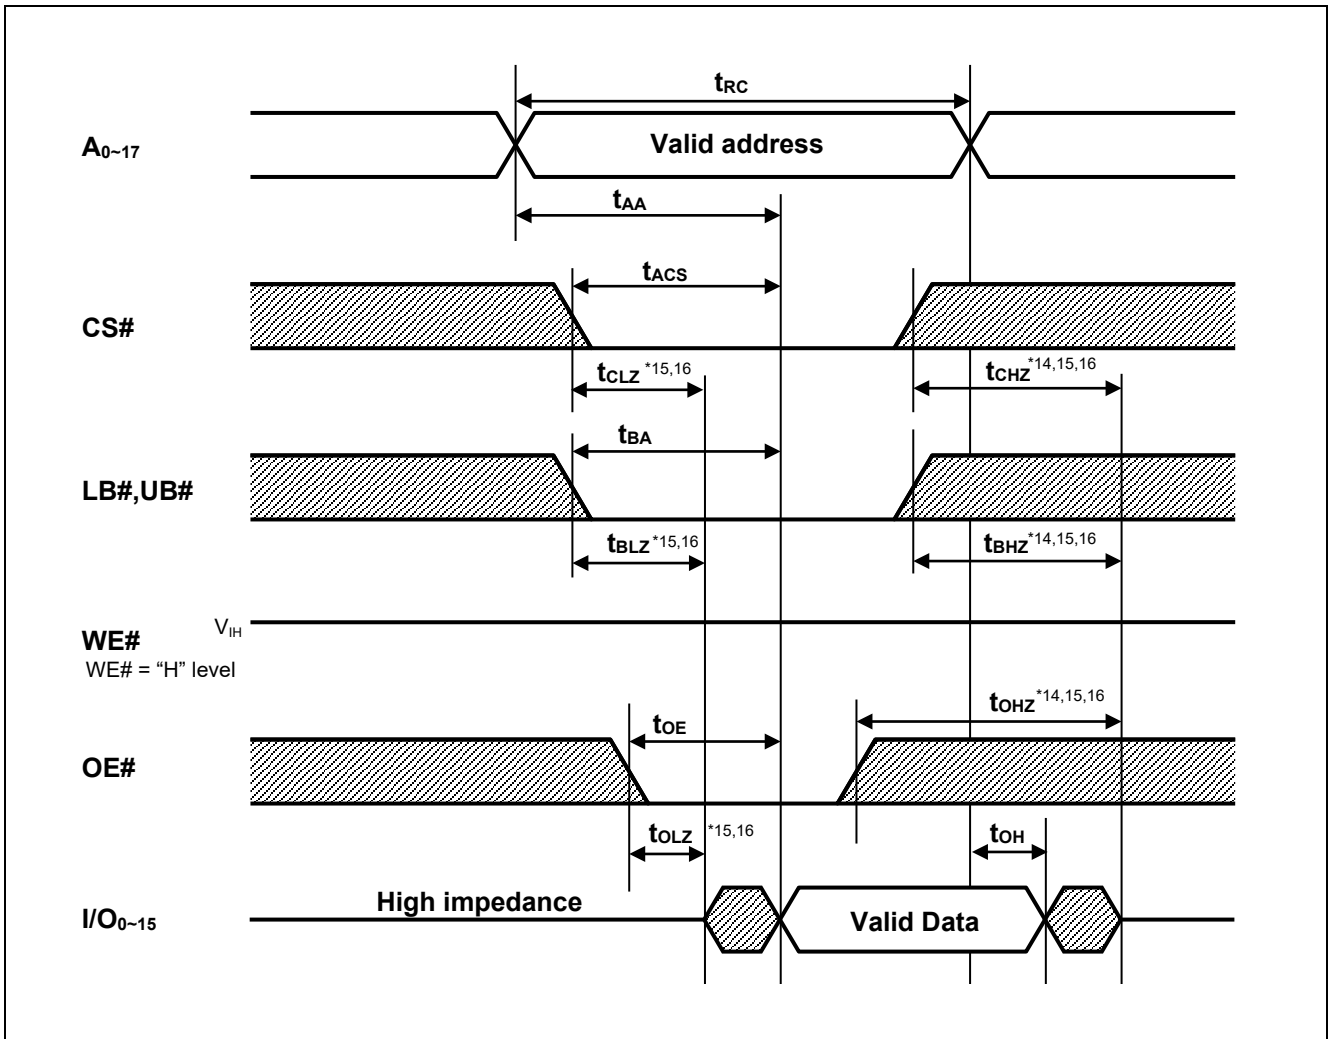 tRC
A0~17
Valid address
tAA
tACS
CS#
tCLZ *15,16
tCHZ*14,15,16
tBA
LB#,UB#
tBLZ *15,16
tBHZ*14,15,16
VIH
WE#
WE# = “H” level
tOHZ*14,15,16
tOE
OE#
tOLZ *15,16
tOH
High impedance
I/O0~15
Valid Data